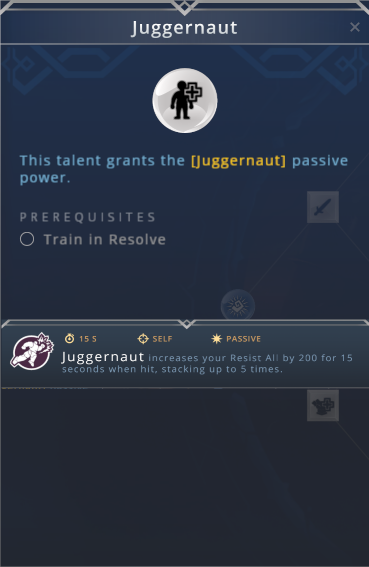 Juggernaut
This talent grants the [Juggernaut] passive
power.
PREREQUISITES
Train in Resolve
15 S SELF PASSIVE
Juggernaut increases your Resist All by 200 for 15
seconds when hit, stacking up to 5 times.